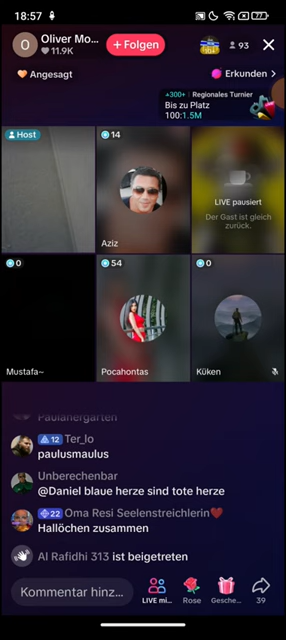 18:57
77
Oliver Mo...
11.9K
+ Folgen
93
Angesagt
Erkunden >
+300+ Regionales Turnier
Bis zu Platz
100:1.5M
Host
14
Aziz
LIVE pausiert
Der Gast ist gleich
zurück.
0
Mustafa~
54
Pocahontas
0
Küken
Paulanergarten
12 Ter_lo
paulusmaulus
Unberechenbar
@Daniel blaue herze sind tote herze
22 Oma Resi Seelenstreichlerin❤️
Hallöchen zusammen
Al Rafidhi 313 ist beigetreten
Kommentar hinz...
LIVE mi...
Rose
Gesche...
39